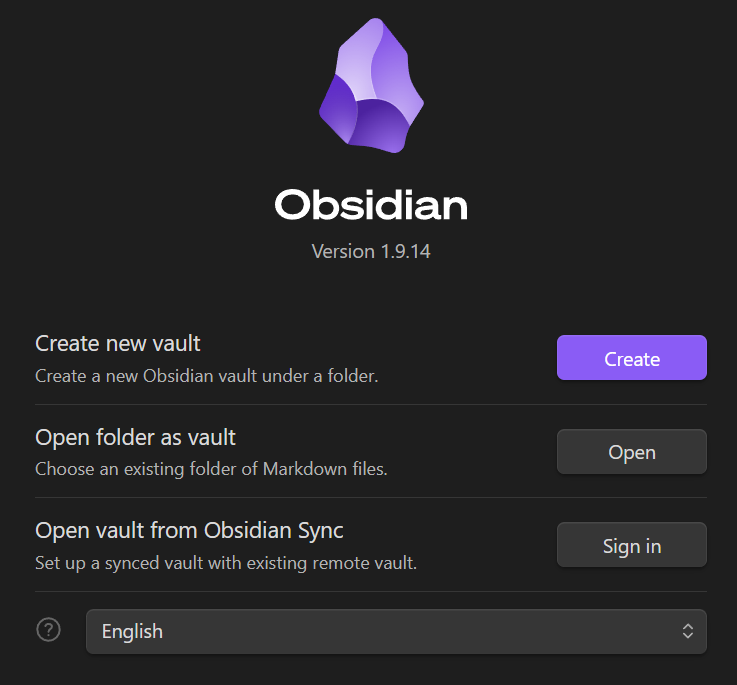 Obsidian
Version 1.9.14
Create new vault
Create a new Obsidian vault under a folder.
Create
Open folder as vault
Choose an existing folder of Markdown files.
Open
Open vault from Obsidian Sync
Set up a synced vault with existing remote vault.
Sign in
?
English